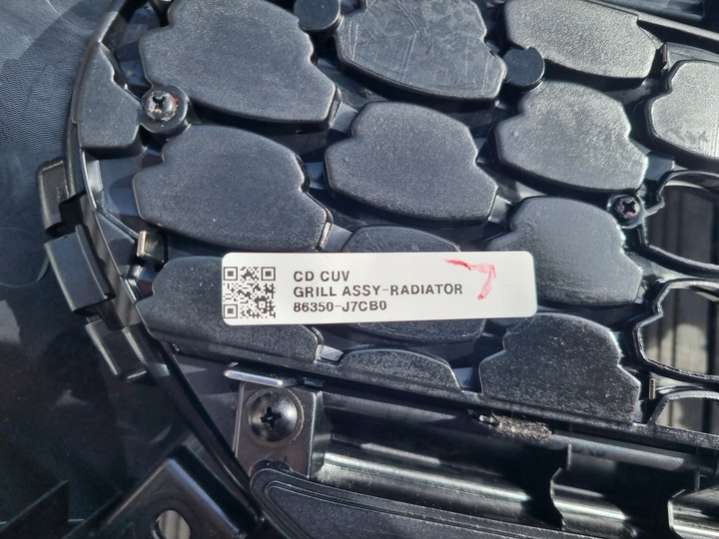 CD CUV
GRILL ASSY-RADIATOR
86350-J7CB0